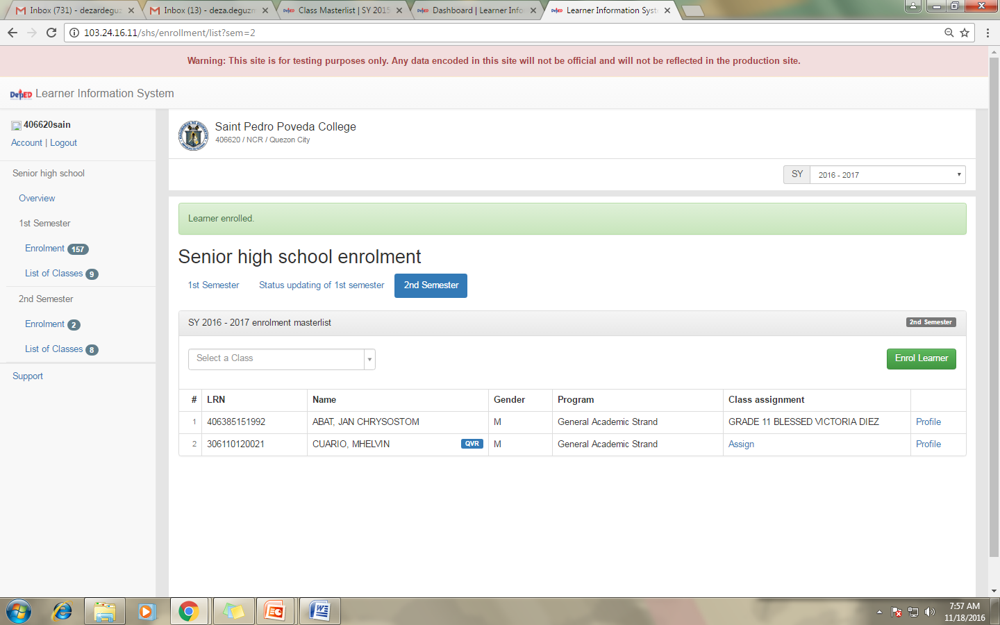 Inbox (731) - dezardeguz
Inbox (13) - deza.deguzm
Class Masterlist | SY 2015
Dashboard | Learner Info
Learner Information Syst
103.24.16.11/shs/enrollment/list?sem=2
Warning: This site is for testing purposes only. Any data encoded in this site will not be official and will not be reflected in the production site.
DepED Learner Information System
406620sain
Account | Logout
Senior high school
Overview
1st Semester
Enrolment 157
List of Classes 9
2nd Semester
Enrolment 2
List of Classes 8
Support
Saint Pedro Poveda College
406620 / NCR / Quezon City
SY 2016 - 2017
Learner enrolled.
Senior high school enrolment
1st Semester Status updating of 1st semester 2nd Semester
SY 2016 - 2017 enrolment masterlist 2nd Semester
Select a Class Enrol Learner
# LRN Name Gender Program Class assignment
1 406385151992 ABAT, JAN CHRYSOSTOM M General Academic Strand GRADE 11 BLESSED VICTORIA DIEZ Profile
2 306110120021 CUARIO, MHELVIN QVR M General Academic Strand Assign Profile
7:57 AM
11/18/2016